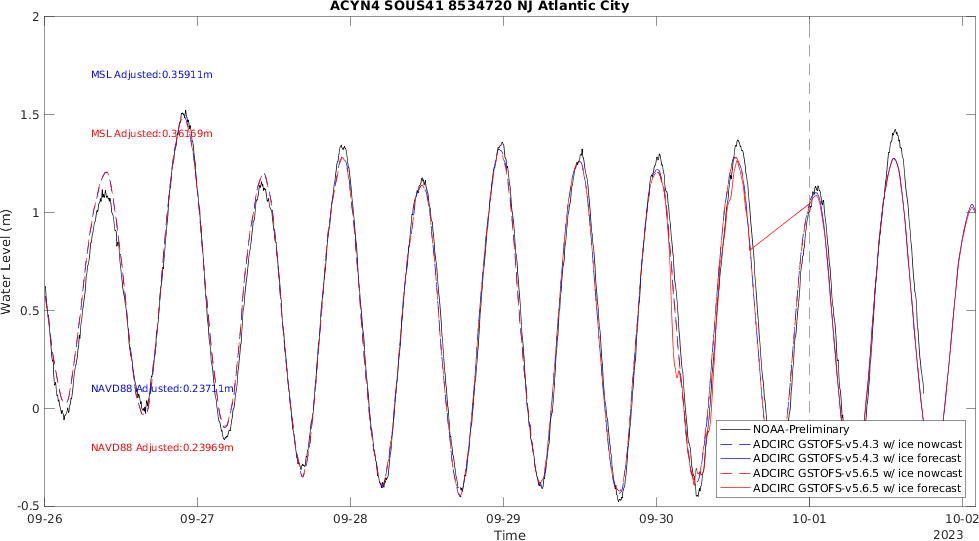 ACYN4 SOUS41 8534720 NJ Atlantic City
2
1.5
1
0.5
0
-0.5
Water Level (m)
MSL Adjusted:0.35911m
MSL Adjusted:0.36169m
NAVD88 Adjusted:0.23711m
NAVD88 Adjusted:0.23969m
NOAA-Preliminary
ADCIRC GSTOFS-v5.4.3 w/ ice nowcast
ADCIRC GSTOFS-v5.4.3 w/ ice forecast
ADCIRC GSTOFS-v5.6.5 w/ ice nowcast
ADCIRC GSTOFS-v5.6.5 w/ ice forecast
09-26 09-27 09-28 09-29 09-30 10-01 10-02
Time
2023